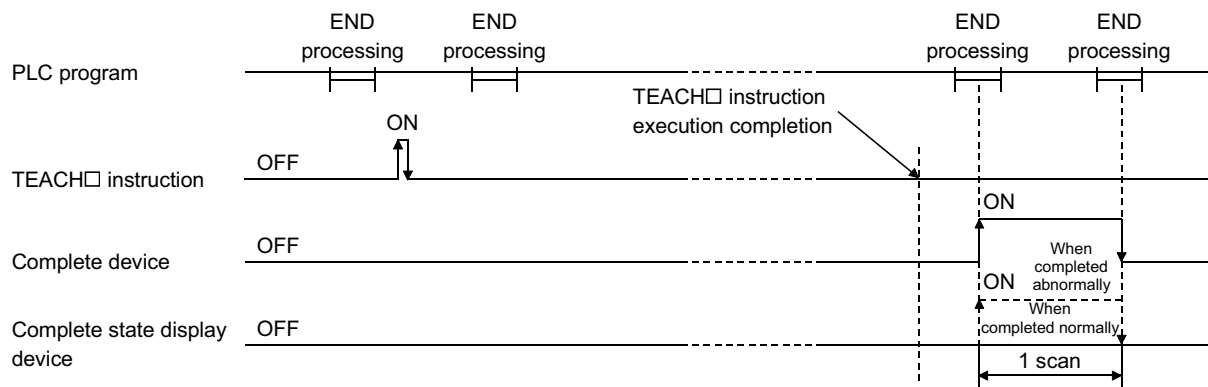 END
processing
END
processing
END
processing
END
processing
PLC program
TEACH□ instruction
execution completion
ON
OFF
TEACH□ instruction
ON
OFF
Complete device
When
completed
abnormally
ON
When
completed normally
OFF
Complete state display
device
1 scan